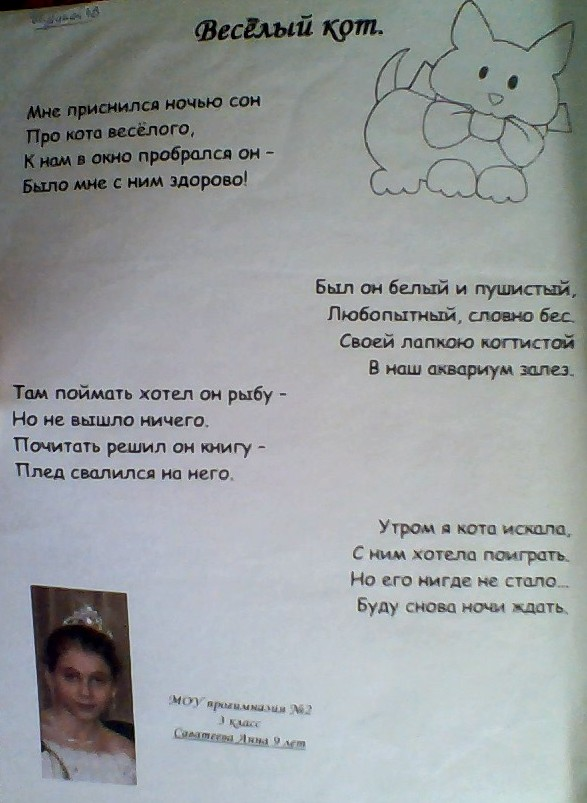 Весёлый кот.
Мне приснился ночью сон
Про кота весёлого,
К нам в окно пробрался он -
Было мне с ним здорово!
Был он белый и пушистый,
Любопытный, словно бес.
Своей лапкою когтистой
В наш аквариум залез.
Там поймать хотел он рыбу -
Но не вышло ничего.
Почитать решил он книгу -
Плед свалился на него.
Утром я кота искала,
С ним хотела поиграть.
Но его нигде не стало...
Буду снова ночи ждать.
МОУ прогимназия №2
3 класс
Саватеева Анна 9 лет